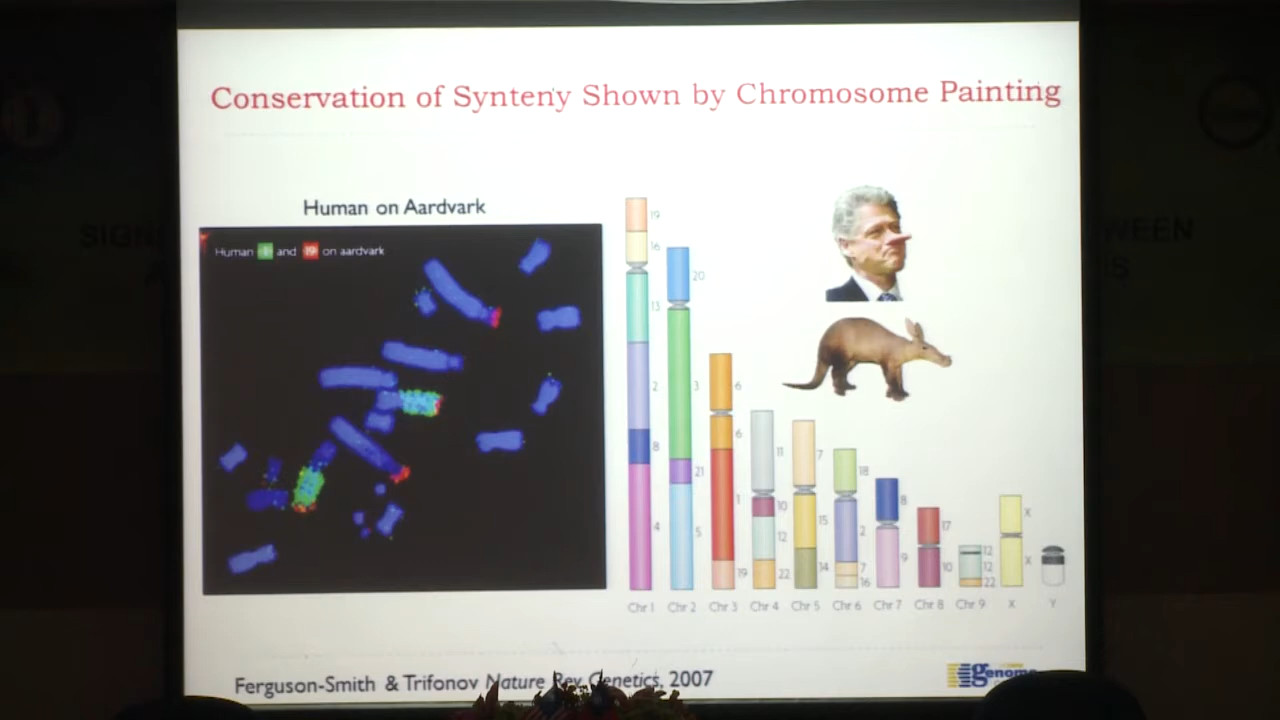 Conservation of Synteny Shown by Chromosome Painting
Human on Aardvark
Human 1 and 19 on aardvark
19
16
13
2
8
4
Chr 1
20
3
21
5
Chr 2
6
6
1
19
Chr 3
11
10
12
22
Chr 4
7
15
14
Chr 5
18
2
7
16
Chr 6
8
9
Chr 7
17
10
Chr 8
12
12
22
Chr 9
X
X
X
Y
Ferguson-Smith & Trifonov Nature Rev Genetics, 2007
genome
SIGN
WEEN
S